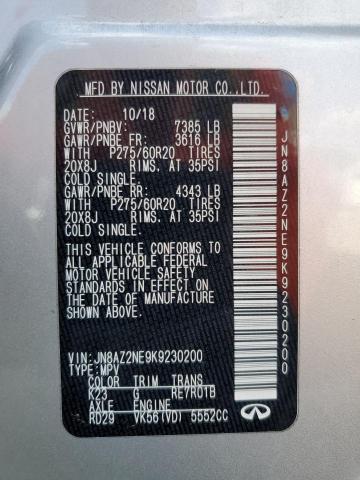 MFD BY NISSAN MOTOR CO.,LTD.
DATE: 10/18
GVWR/PNBV: 7385 LB
GAWR/PNBE FR: 3616 LB
WITH P275/60R20 TIRES
20X8J RIMS. AT 35PSI
COLD SINGLE.
GAWR/PNBE RR: 4343 LB
WITH P275/60R20 TIRES
20X8J RIMS. AT 35PSI
COLD SINGLE.
THIS VEHICLE CONFORMS TO
ALL APPLICABLE FEDERAL
MOTOR VEHICLE SAFETY
STANDARDS IN EFFECT ON
THE DATE OF MANUFACTURE
SHOWN ABOVE.
VIN:JN8AZ2NE9K9230200
TYPE:MPV
COLOR TRIM TRANS
K23 G RE7R01B
AXLE ENGINE
RD29 VK56(VD) 5552CC
JN8AZ2NE9K9230200
INFINITI